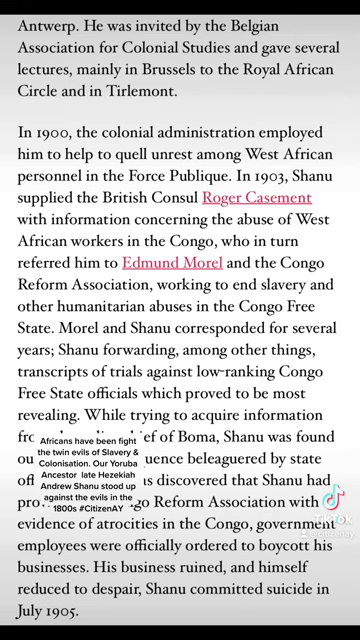 Antwerp. He was invited by the Belgian
Association for Colonial Studies and gave several
lectures, mainly in Brussels to the Royal African
Circle and in Tirlemont.
In 1900, the colonial administration employed
him to help to quell unrest among West African
personnel in the Force Publique. In 1903, Shanu
supplied the British Consul Roger Casement
with information concerning the abuse of West
African workers in the Congo, who in turn
referred him to Edmund Morel and the Congo
Reform Association, working to end slavery and
other humanitarian abuses in the Congo Free
State. Morel and Shanu corresponded for several
years; Shanu forwarding, among other things,
transcripts of trials against low-ranking Congo
Free State officials which proved to be most
revealing. While trying to acquire information
ief of Boma, Shanu was found
ou uence beleaguered by state
off s discovered that Shanu had
pro go Reform Association with
evidence of atrocities in the Congo, government
employees were officially ordered to boycott his
businesses. His business ruined, and himself
reduced to despair, Shanu committed suicide in
July 1905.
Africans have been fight
the twin evils of Slavery &
Colonisation. Our Yoruba
Ancestor late Hezekiah
Andrew Shanu stood up
against the evils in the
1800s #CitizenAY
TikTok